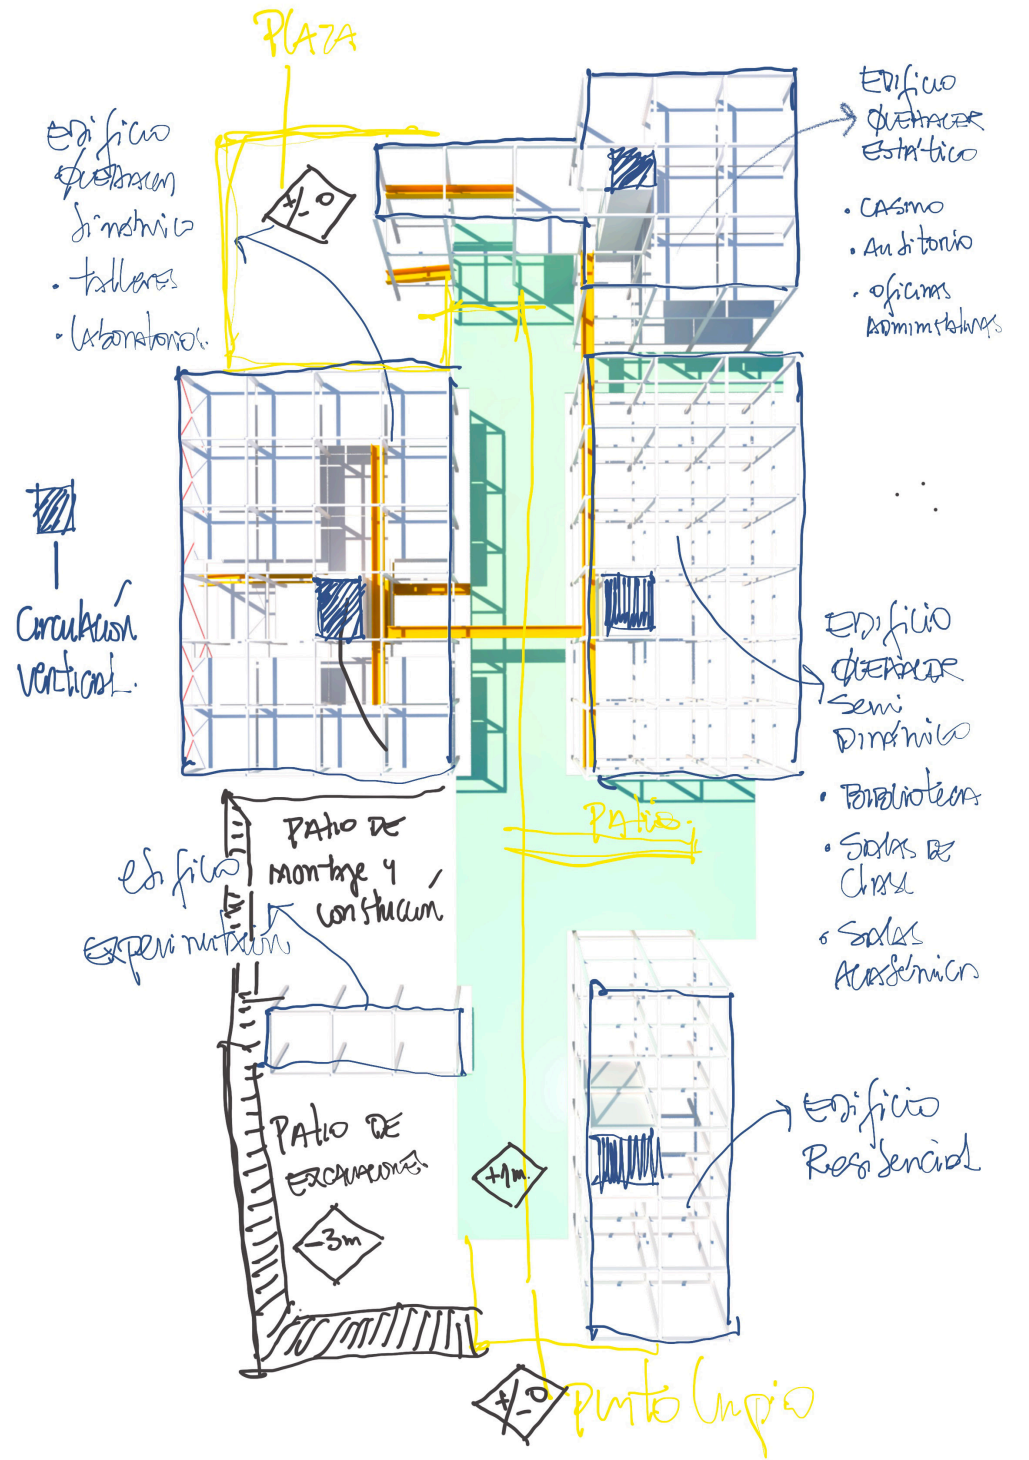 PLAZA
Edificio
Quehacer
Dinámico
• talleres
• Laboratorios.
+/-0
Edificio
Quehacer
Estático
• Casino
• Auditorio
• Oficinas
Administrativas
Circulación
vertical.
Edificio
Quehacer
Semi
Dinámico
• Biblioteca
• Salas de
Clase
• Salas
Académicas
Patios.
Patio de
Montaje y
Construcción
edificio
experimentación
Patio de
Excavaciones.
-3m
+1m
Edificio
Residencial
+/-0
Punto Limpio